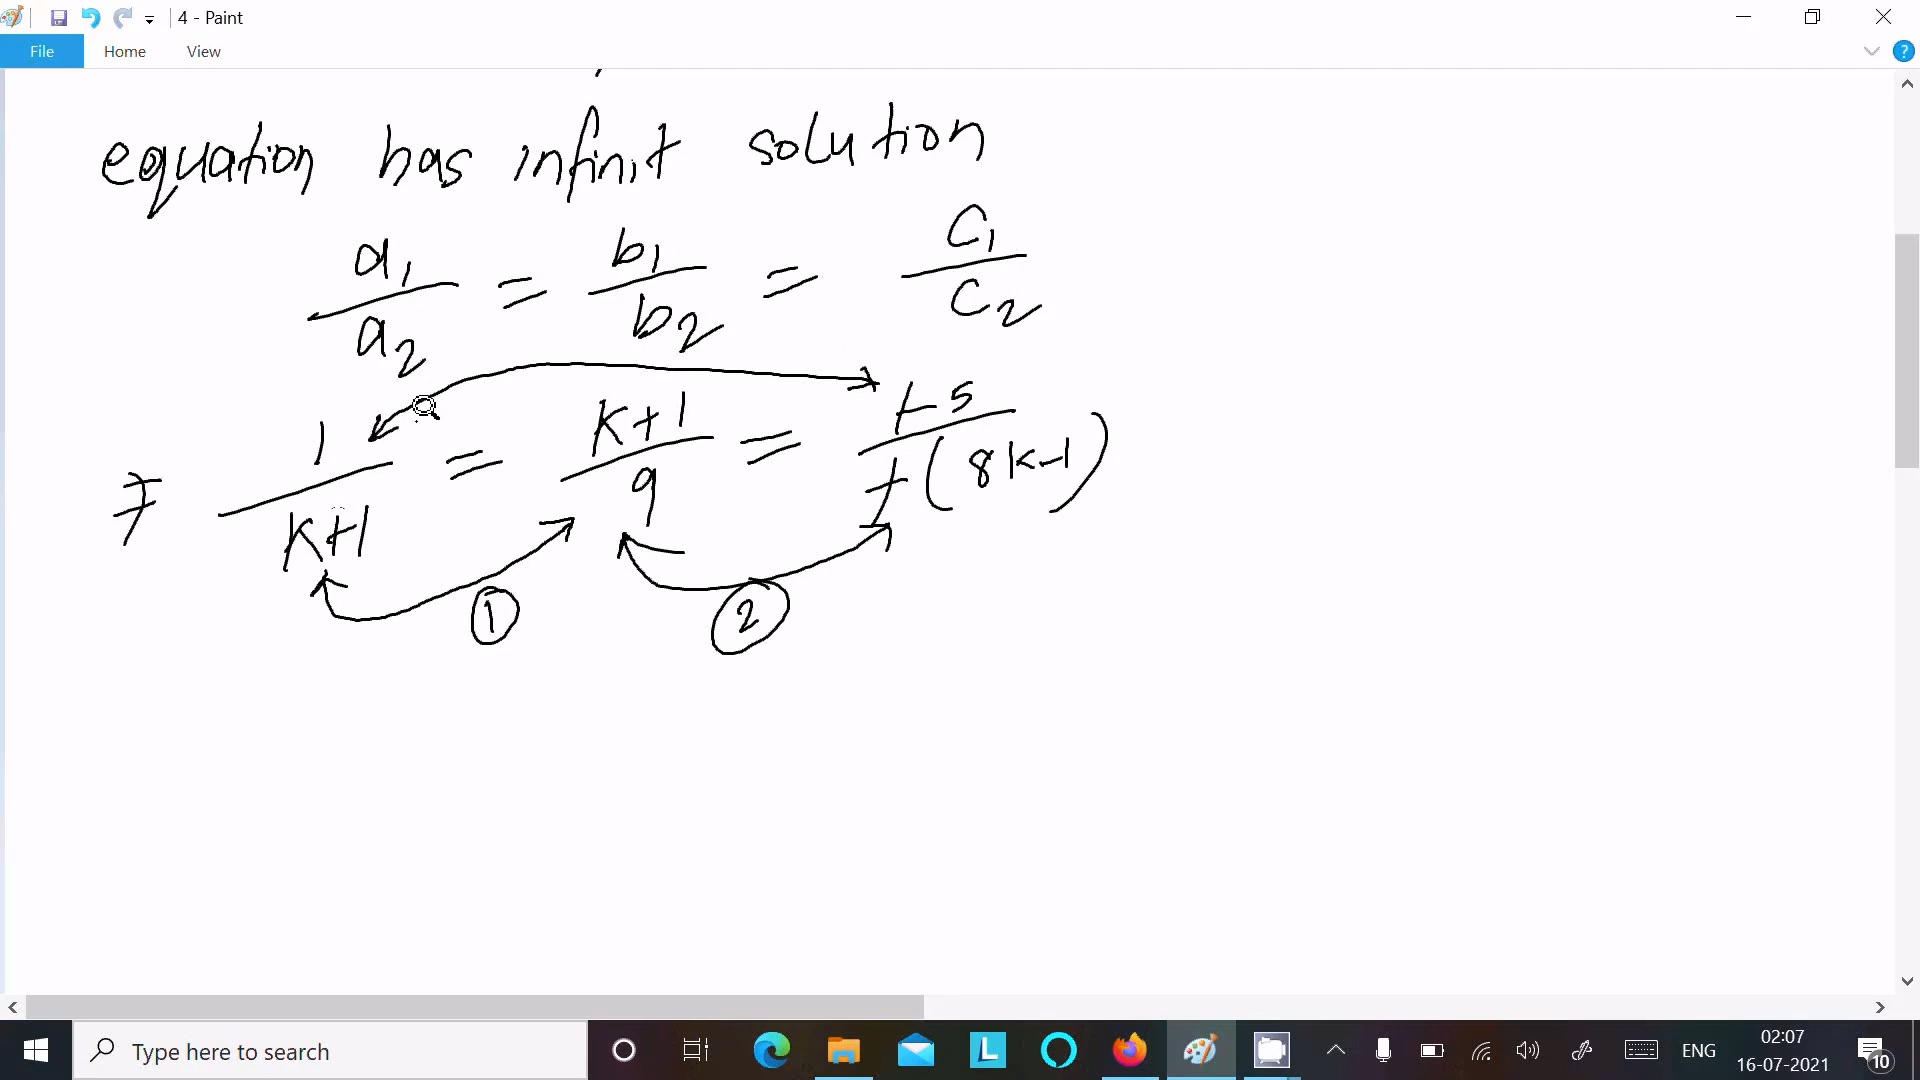 4 - Paint
File Home View
equation has infinit solution
a1/a2 = b1/b2 = c1/c2
⇒ 1/(K+1) = (K+1)/9 = +5/+(8K-1)
1 2
Type here to search
ENG
02:07
16-07-2021
10